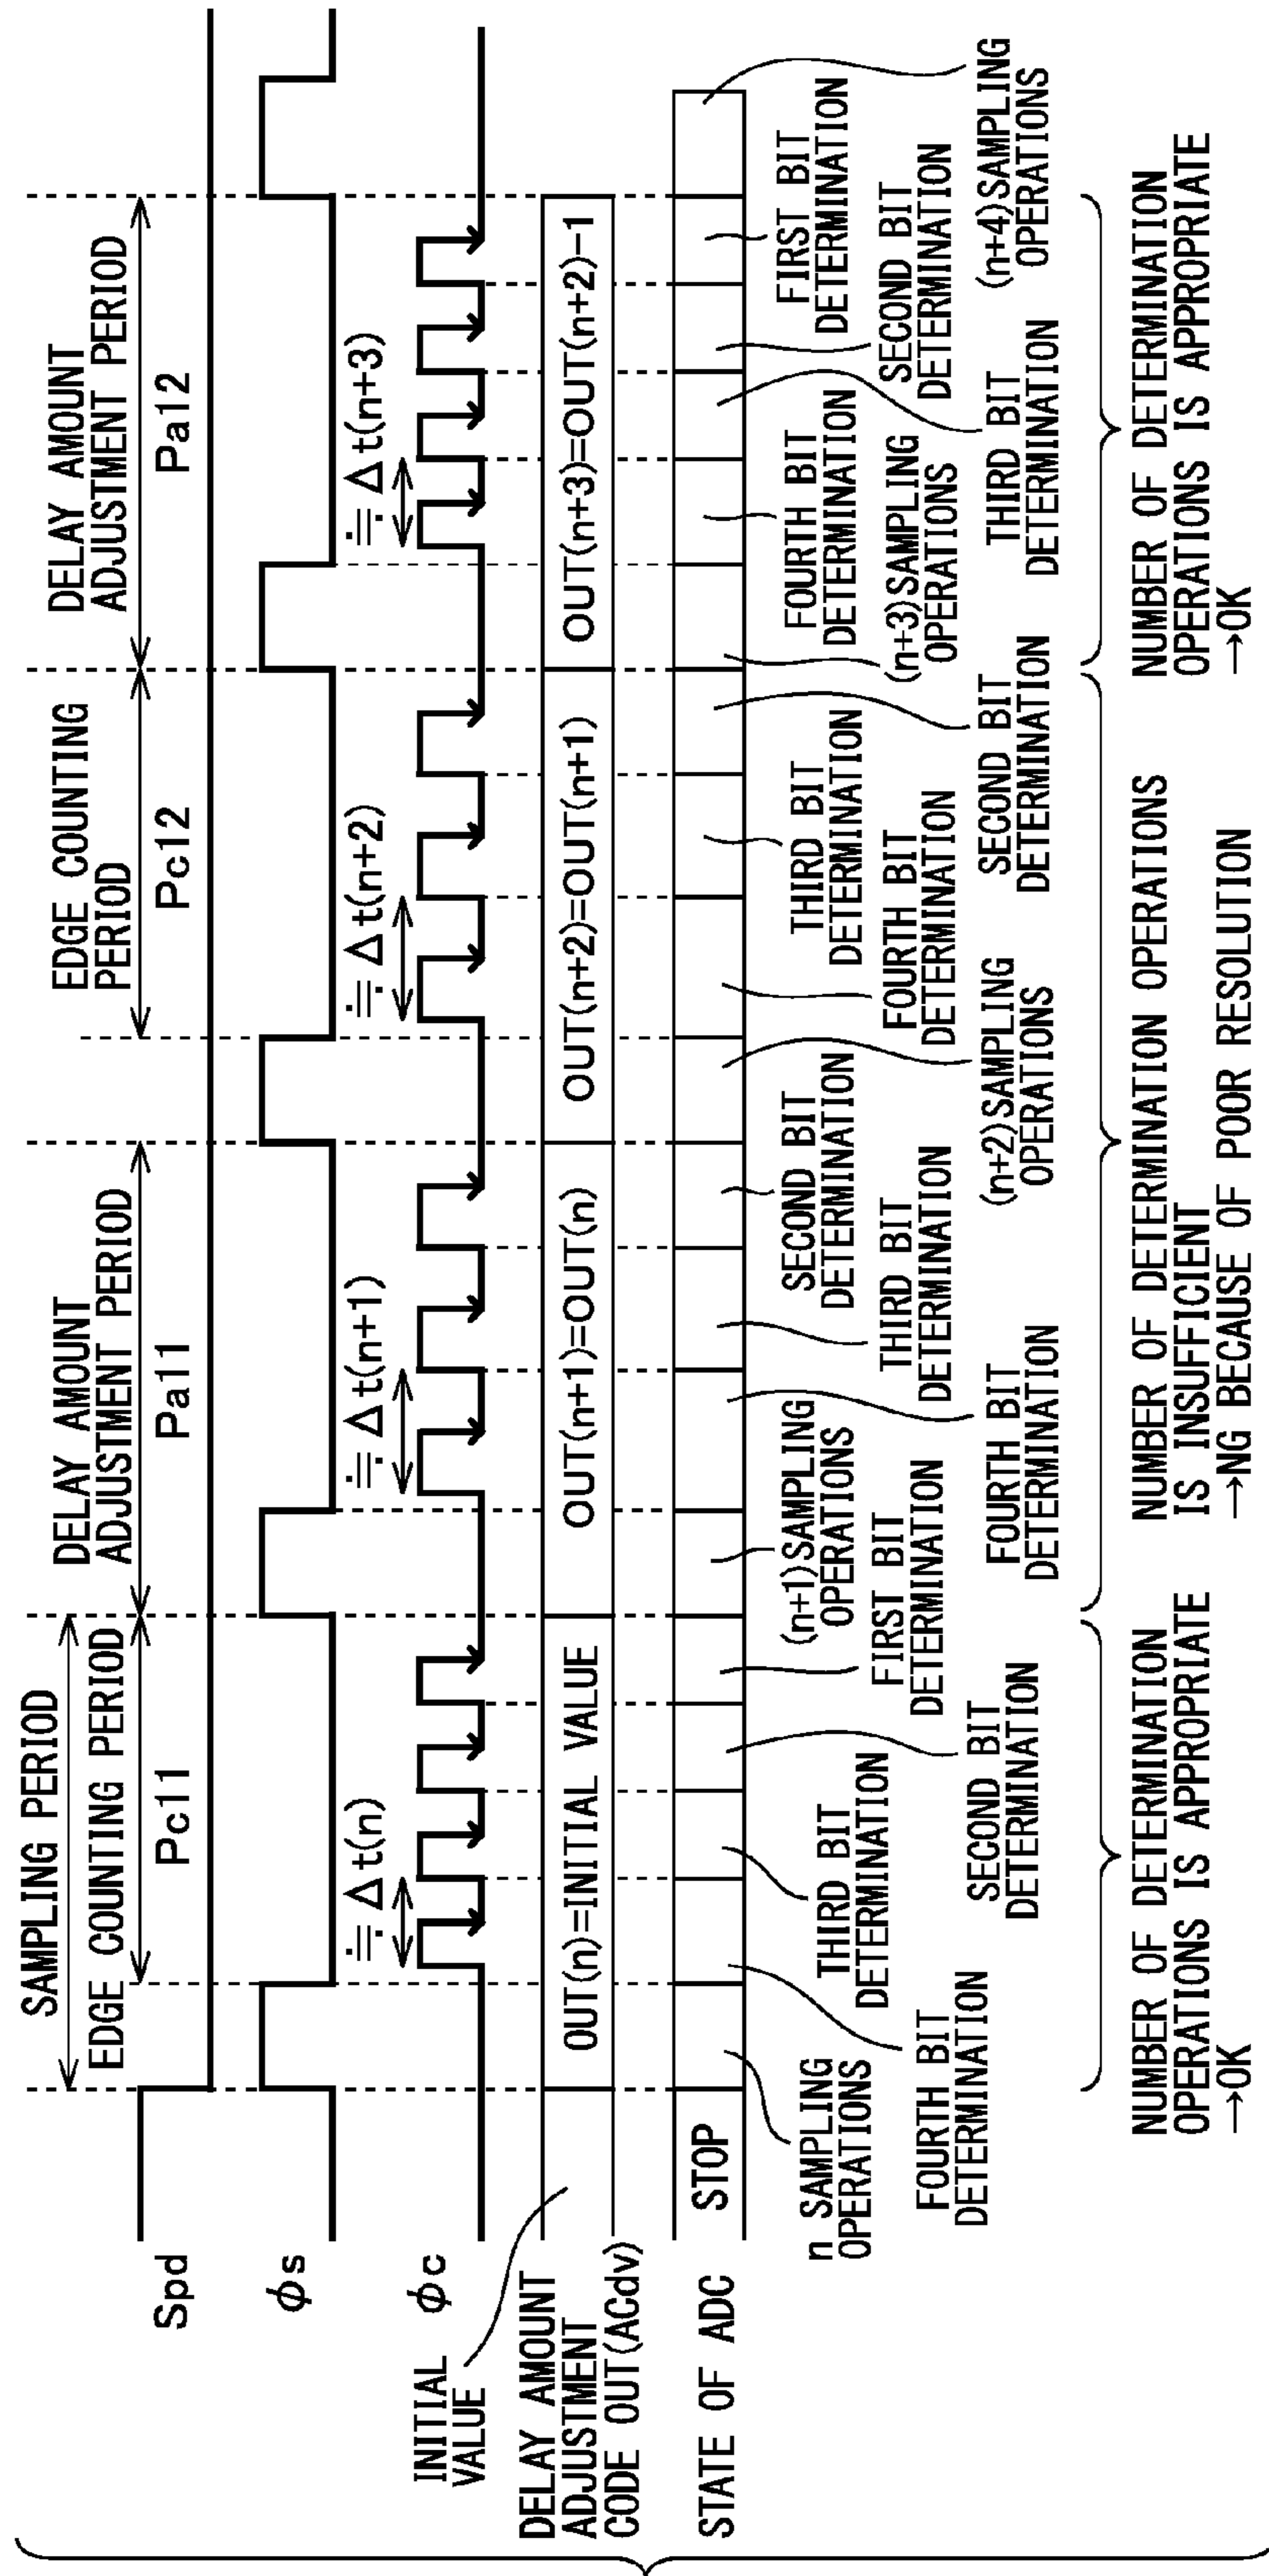 SAMPLING PERIOD
EDGE COUNTING PERIOD
Pc11
DELAY AMOUNT
ADJUSTMENT PERIOD
Pa11
EDGE COUNTING
PERIOD
Pc12
DELAY AMOUNT
ADJUSTMENT PERIOD
Pa12
Spd
φs
φc
≒Δt(n)
≒Δt(n+1)
≒Δt(n+2)
≒Δt(n+3)
INITIAL
VALUE
DELAY AMOUNT
ADJUSTMENT
CODE OUT(ACdv)
OUT(n)=INITIAL VALUE
OUT(n+1)=OUT(n)
OUT(n+2)=OUT(n+1)
OUT(n+3)=OUT(n+2)-1
STATE OF ADC
STOP
n SAMPLING
OPERATIONS
FOURTH BIT
DETERMINATION
THIRD BIT
DETERMINATION
SECOND BIT
DETERMINATION
FIRST BIT
DETERMINATION
(n+1)SAMPLING
OPERATIONS
FOURTH BIT
DETERMINATION
THIRD BIT
DETERMINATION
SECOND BIT
DETERMINATION
(n+2)SAMPLING
OPERATIONS
FOURTH BIT
DETERMINATION
THIRD BIT
DETERMINATION
SECOND BIT
DETERMINATION
(n+3)SAMPLING
OPERATIONS
FOURTH BIT
DETERMINATION
THIRD BIT
DETERMINATION
SECOND BIT
DETERMINATION
FIRST BIT
DETERMINATION
(n+4)SAMPLING
OPERATIONS
NUMBER OF DETERMINATION
OPERATIONS IS APPROPRIATE
→OK
NUMBER OF DETERMINATION OPERATIONS
IS INSUFFICIENT
→NG BECAUSE OF POOR RESOLUTION
NUMBER OF DETERMINATION
OPERATIONS IS APPROPRIATE
→OK